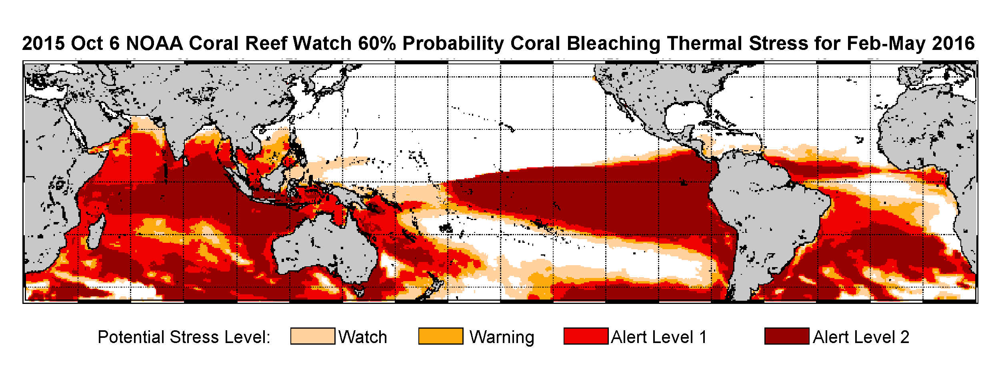 2015 Oct 6 NOAA Coral Reef Watch 60% Probability Coral Bleaching Thermal Stress for Feb-May 2016
Potential Stress Level: Watch Warning Alert Level 1 Alert Level 2